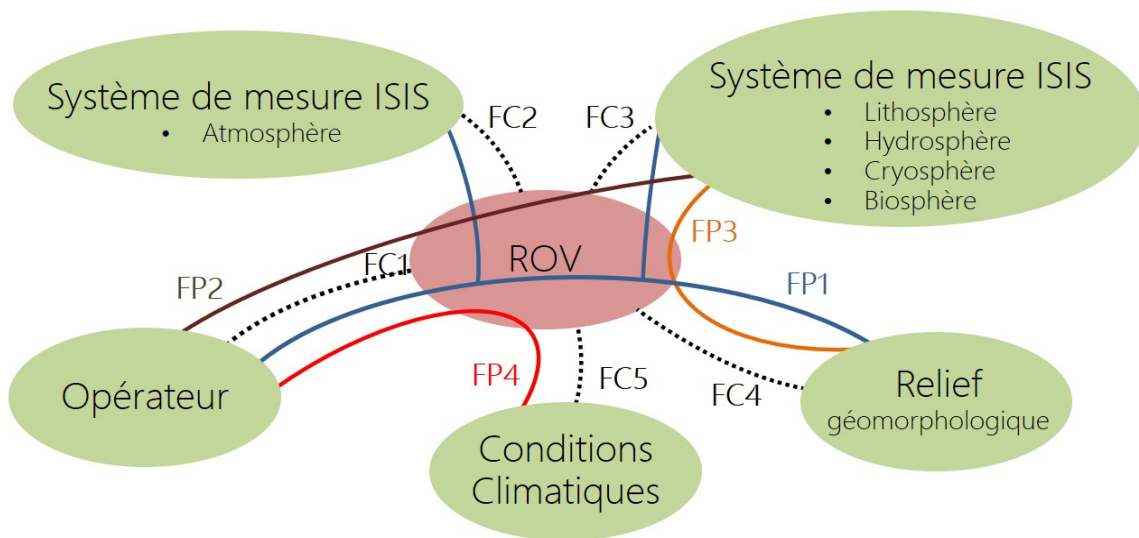 Système de mesure ISIS
• Atmosphère
Système de mesure ISIS
• Lithosphère
• Hydrosphère
• Cryosphère
• Biosphère
FC2
FC3
ROV
FP3
FC1
FP2
FP1
Opérateur
FP4
FC5
FC4
Relief
géomorphologique
Conditions
Climatiques